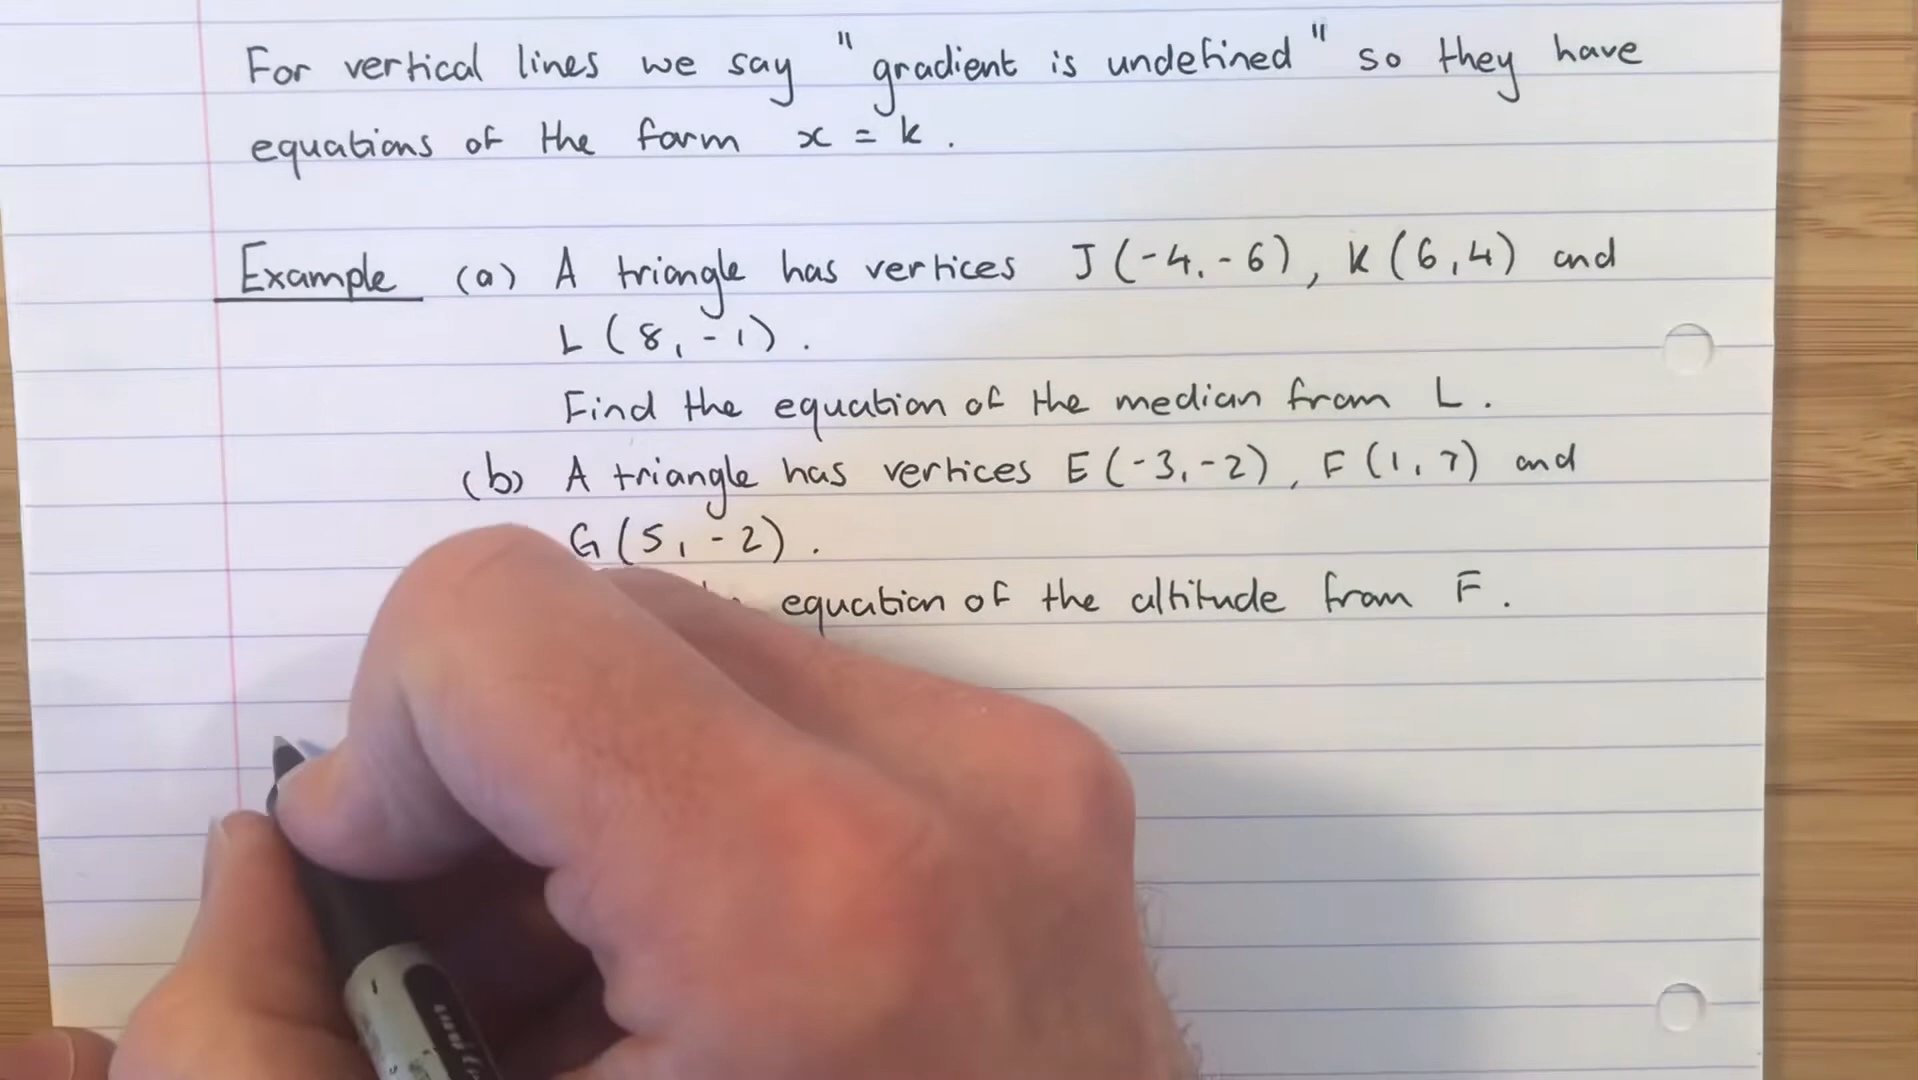 For vertical lines we say "gradient is undefined" so they have
equations of the form x = k.
Example (a) A triangle has vertices J(-4,-6), K(6,4) and
L(8,-1).
Find the equation of the median from L.
(b) A triangle has vertices E(-3,-2), F(1,7) and
G(5,-2).
equation of the altitude from F.